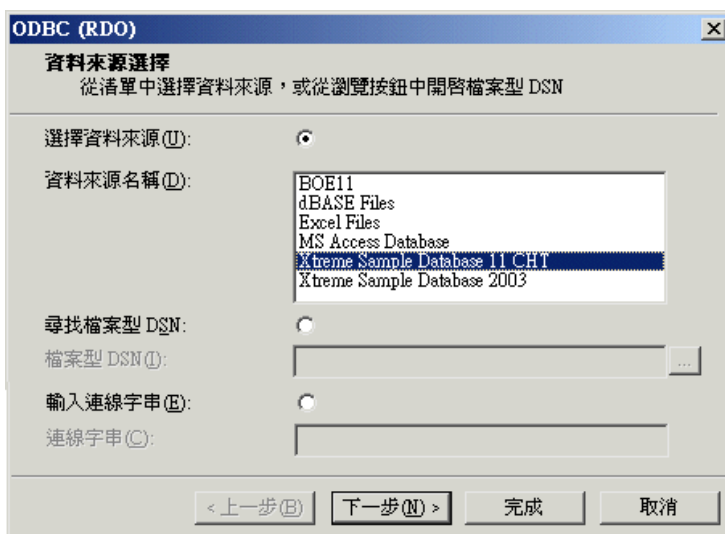 ODBC (RDO)
資料來源選擇
從清單中選擇資料來源，或從瀏覽按鈕中開啓檔案型 DSN
選擇資料來源(U):
資料來源名稱(D):
BOE11
dBASE Files
Excel Files
MS Access Database
Xtreme Sample Database 11 CHT
Xtreme Sample Database 2003
尋找檔案型 DSN:
檔案型 DSN(I):
...
輸入連線字串(E):
連線字串(C):
<上一步(B) 下一步(N) > 完成 取消